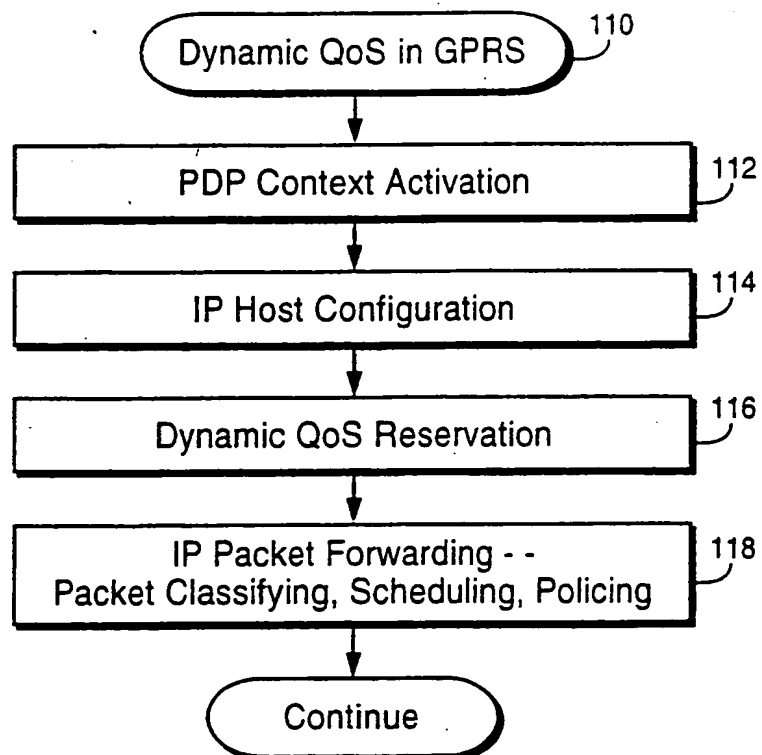 Dynamic QoS in GPRS
110
PDP Context Activation
112
IP Host Configuration
114
Dynamic QoS Reservation
116
IP Packet Forwarding - -
Packet Classifying, Scheduling, Policing
118
Continue